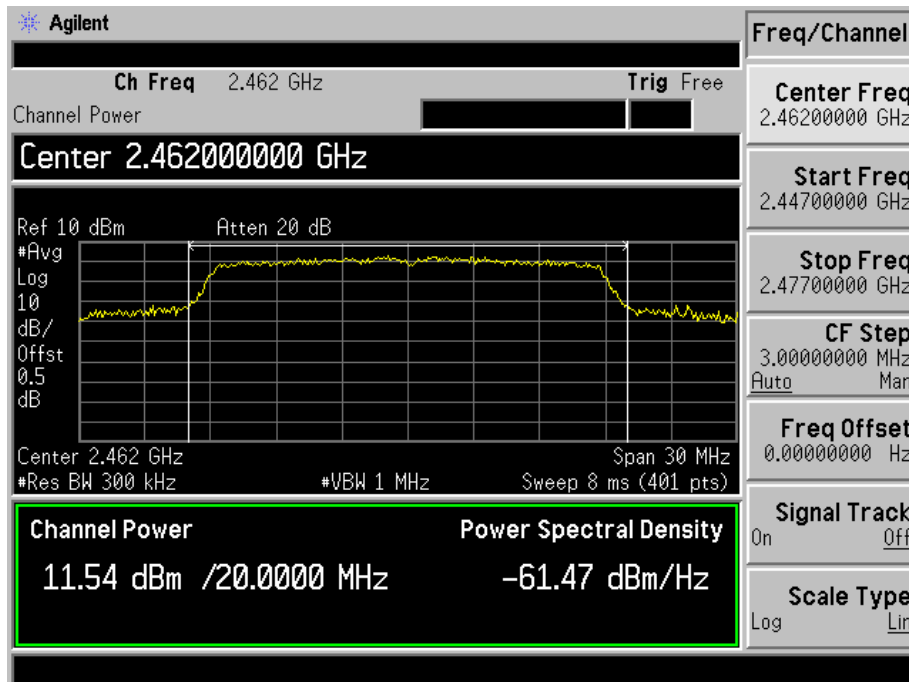 Agilent
Freq/Channel
Ch Freq 2.462 GHz Trig Free
Channel Power
Center 2.462000000 GHz
Ref 10 dBm Atten 20 dB
#Avg
Log
10
dB/
Offst
0.5
dB
Center 2.462 GHz Span 30 MHz
#Res BW 300 kHz #VBW 1 MHz Sweep 8 ms (401 pts)
Channel Power Power Spectral Density
11.54 dBm /20.0000 MHz -61.47 dBm/Hz
Center Freq
2.46200000 GHz
Start Freq
2.44700000 GHz
Stop Freq
2.47700000 GHz
CF Step
3.00000000 MHz
Auto Man
Freq Offset
0.00000000 Hz
Signal Track
On Off
Scale Type
Log Lin